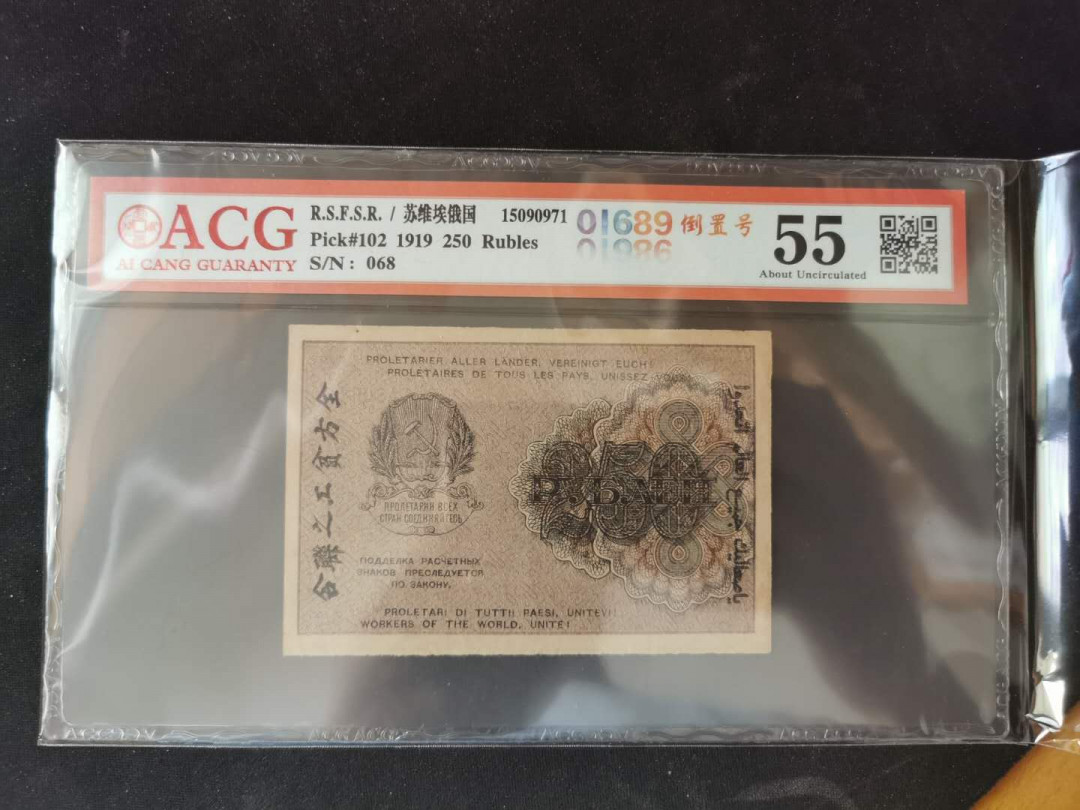 ACG
AI CANG GUARANTY
R.S.F.S.R. / 苏维埃俄国 15090971
Pick#102 1919 250 Rubles
S/N: 068
01689 倒置号
55
About Uncirculated
PROLETARIER ALLER LÄNDER, VEREINIGT EUCH!
PROLETAIRES DE TOUS LES PAYS, UNISSEZ-VOUS!
全方貧工之聯合
ПРОЛЕТАРИИ ВСЕХ
СТРАН СОЕДИНЯЙТЕСЬ
250
РУБЛЕЙ
ПОДДЕЛКА РАСЧЕТНЫХ
ЗНАКОВ ПРЕСЛЕДУЕТСЯ
ПО ЗАКОНУ.
PROLETARI DI TUTTI I PAESI, UNITEVI!
WORKERS OF THE WORLD, UNITE!